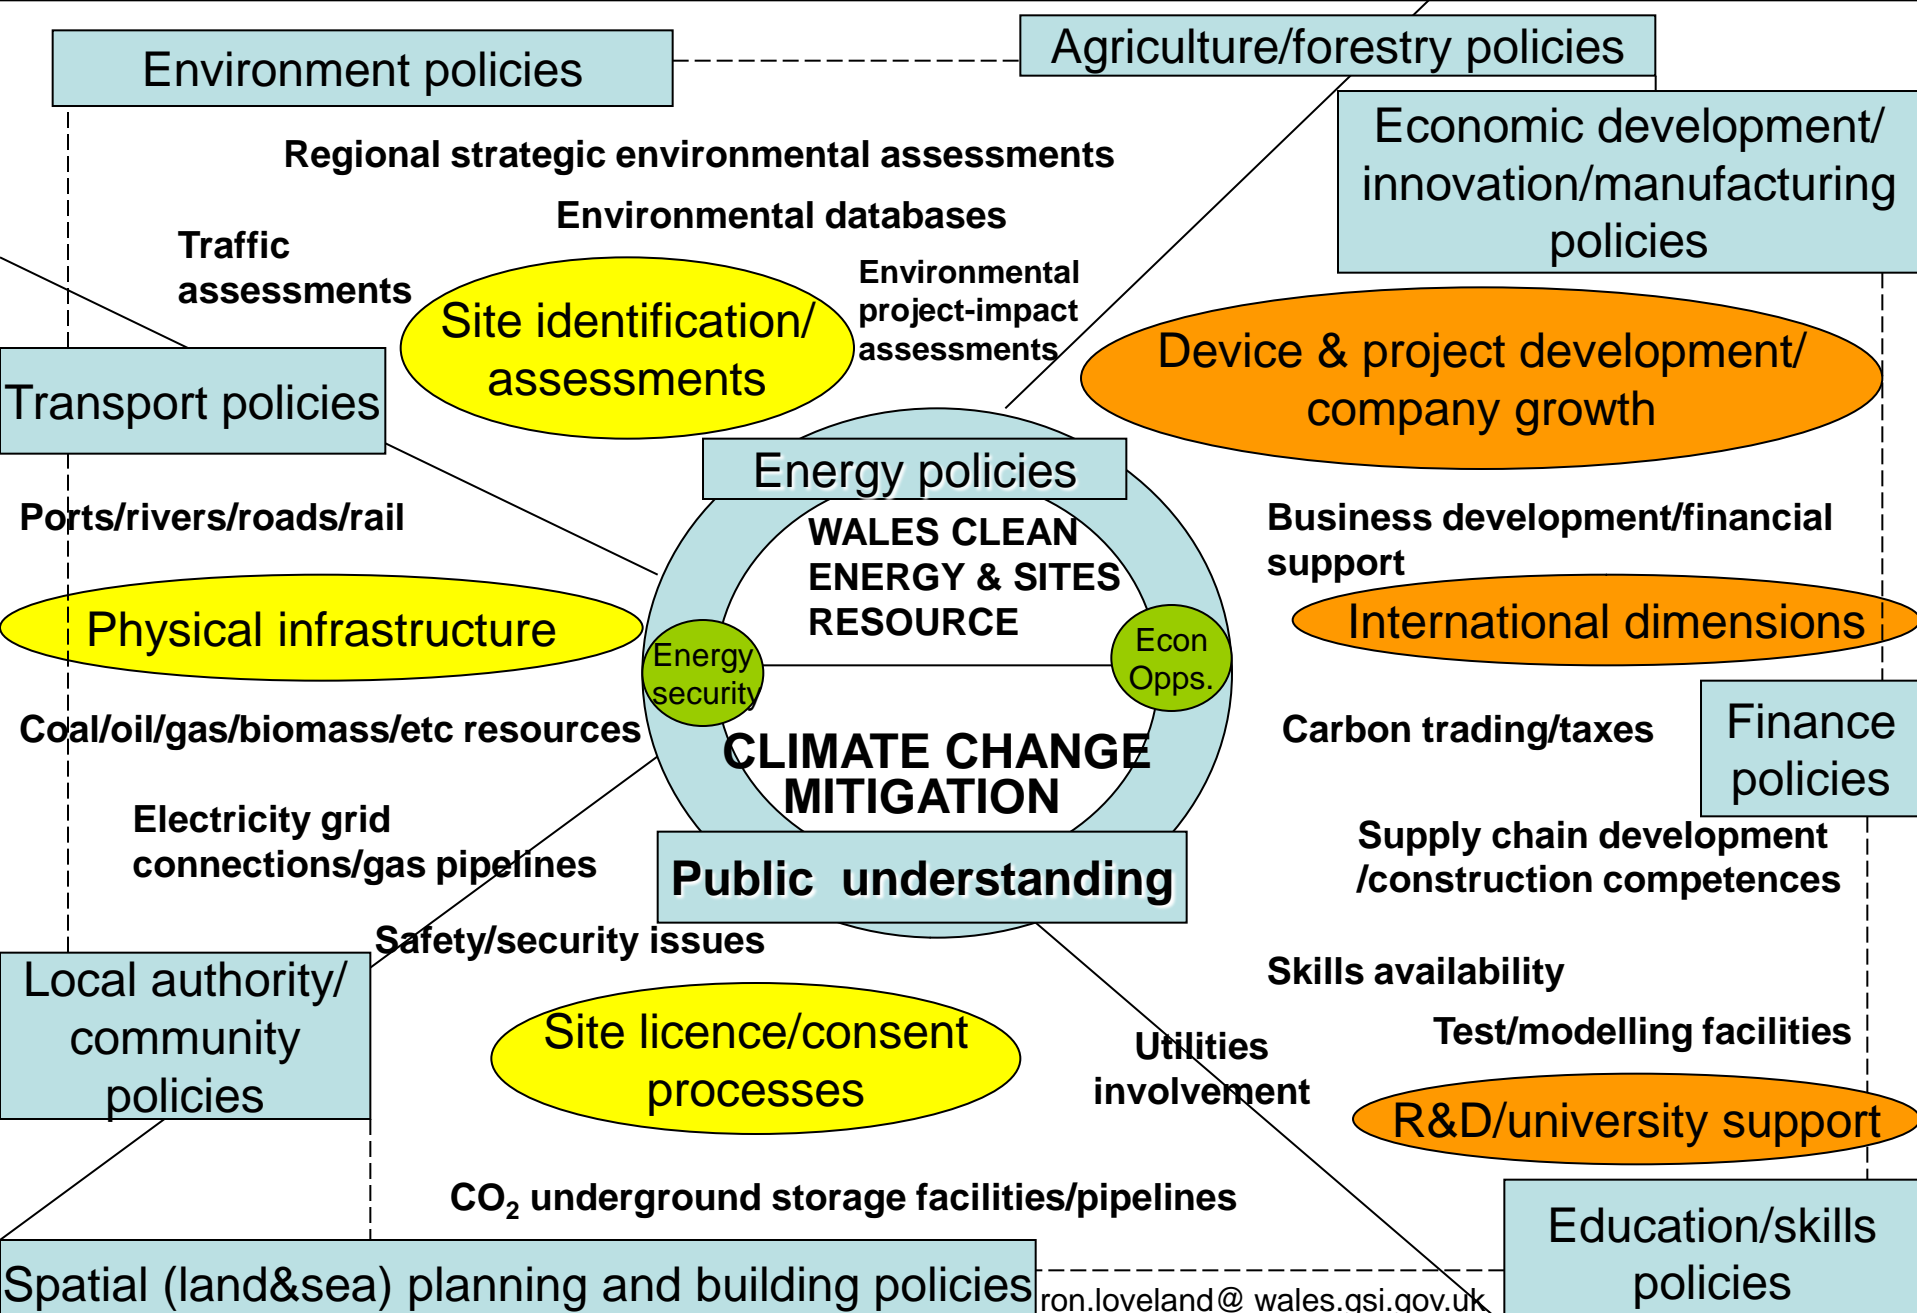 Environment policies
Agriculture/forestry policies
Economic development/
innovation/manufacturing
policies
Regional strategic environmental assessments
Environmental databases
Traffic
assessments
Environmental
project-impact
assessments
Site identification/
assessments
Device & project development/
company growth
Transport policies
Energy policies
Ports/rivers/roads/rail
WALES CLEAN
ENERGY & SITES
RESOURCE
Business development/financial
support
Physical infrastructure
International dimensions
Energy
security
Econ
Opps.
Coal/oil/gas/biomass/etc resources
CLIMATE CHANGE
MITIGATION
Carbon trading/taxes
Finance
policies
Electricity grid
connections/gas pipelines
Supply chain development
/construction competences
Public understanding
Safety/security issues
Local authority/
community
policies
Skills availability
Site licence/consent
processes
Utilities
involvement
Test/modelling facilities
R&D/university support
CO₂ underground storage facilities/pipelines
Education/skills
policies
Spatial (land&sea) planning and building policies
ron.loveland@ wales.gsi.gov.uk